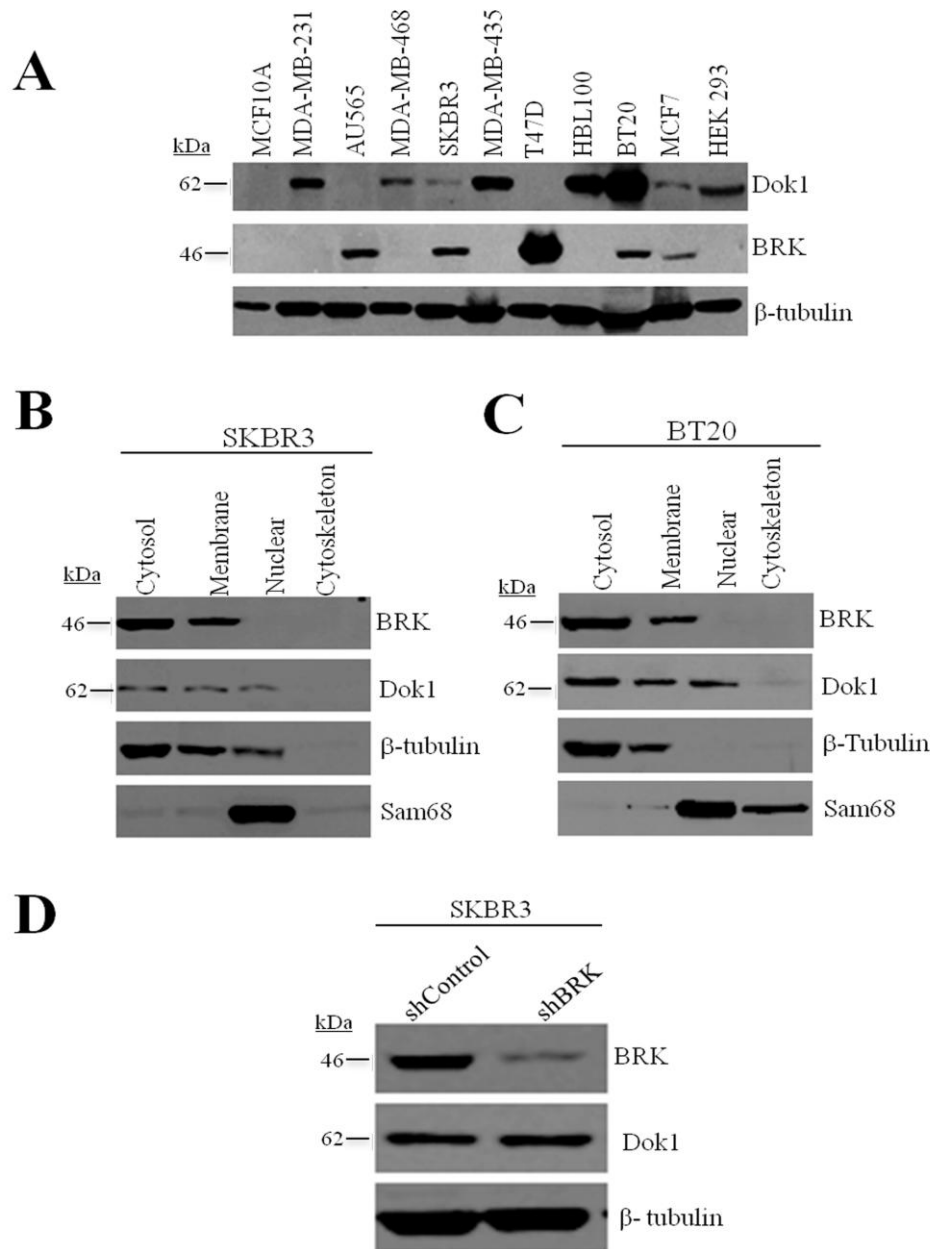 A
MCF10A
MDA-MB-231
AU565
MDA-MB-468
SKBR3
MDA-MB-435
T47D
HBL100
BT20
MCF7
HEK 293
kDa
62
Dok1
46
BRK
β-tubulin
B
SKBR3
Cytosol
Membrane
Nuclear
Cytoskeleton
kDa
46
BRK
62
Dok1
β-tubulin
Sam68
C
BT20
Cytosol
Membrane
Nuclear
Cytoskeleton
kDa
46
BRK
62
Dok1
β-Tubulin
Sam68
D
SKBR3
shControl
shBRK
kDa
46
BRK
62
Dok1
β- tubulin